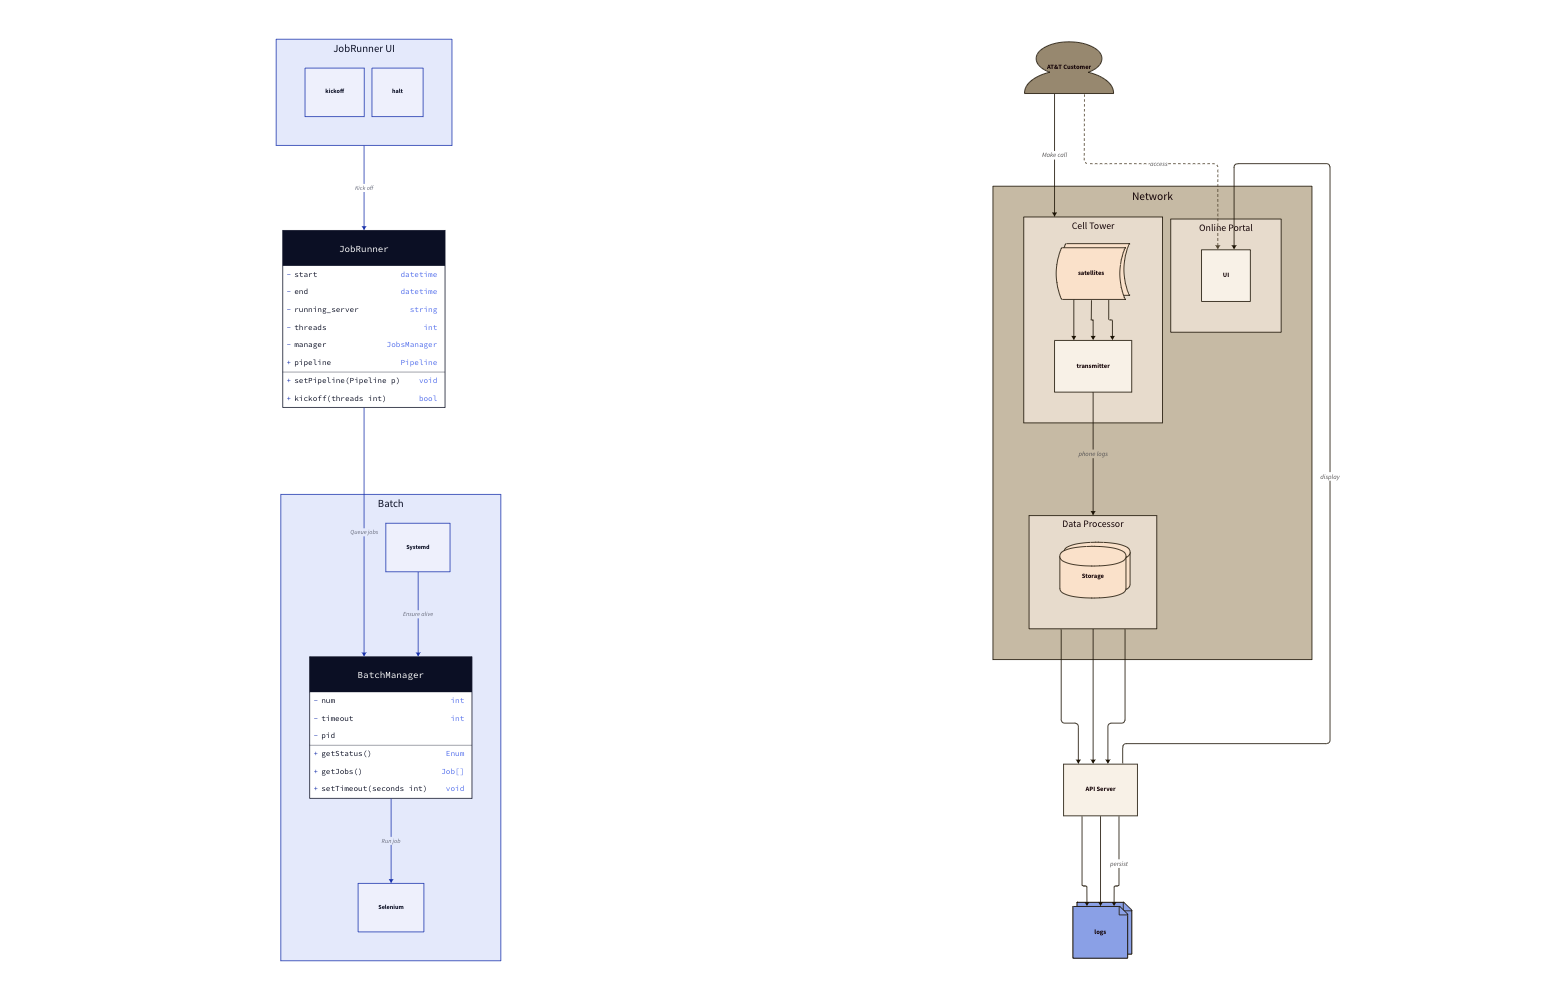 JobRunner UI
kickoff
halt
Kick off
JobRunner
− start datetime
− end datetime
− running_server string
− threads int
− manager JobsManager
+ pipeline Pipeline
+ setPipeline(Pipeline p) void
+ kickoff(threads int) bool
Batch
Queue jobs
Systemd
Ensure alive
BatchManager
− num int
− timeout int
− pid
+ getStatus() Enum
+ getJobs() Job[]
+ setTimeout(seconds int) void
Run job
Selenium
AT&T Customer
Make call
access
Network
Cell Tower
Online Portal
satellites
UI
transmitter
phone logs
display
Data Processor
Storage
API Server
persist
logs